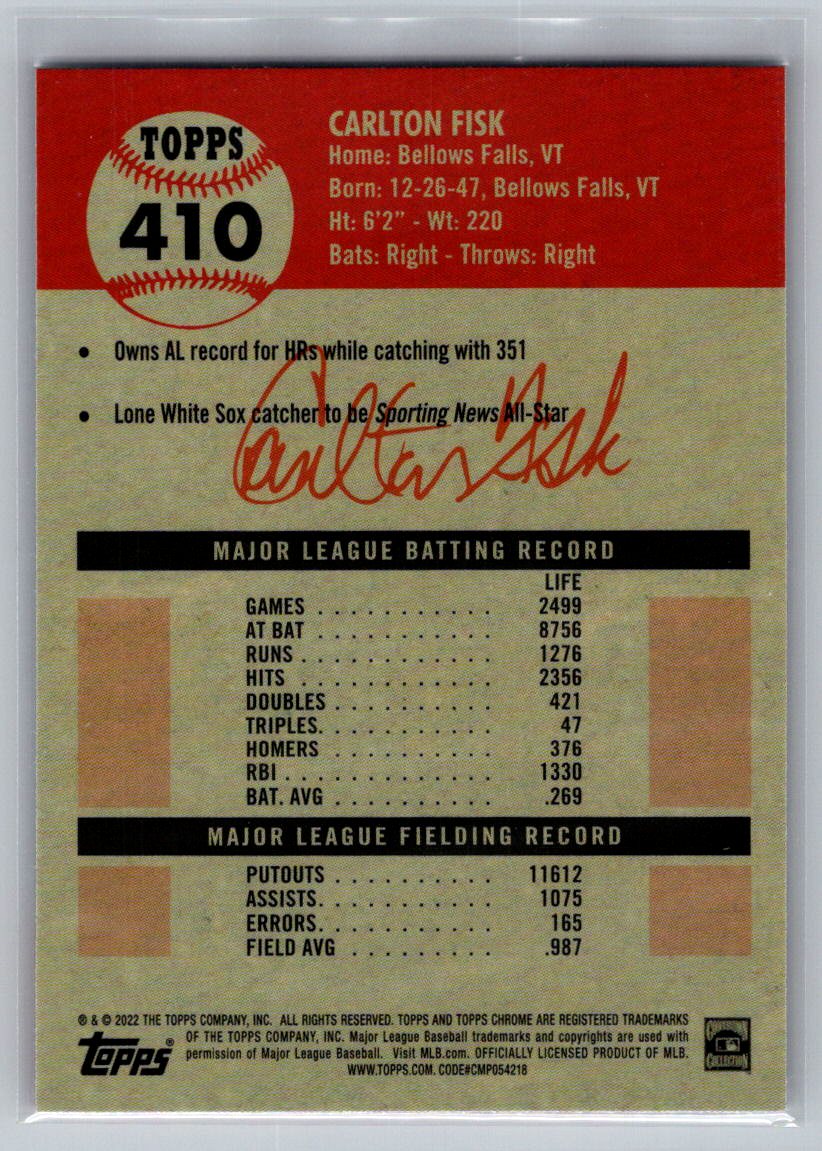 TOPPS
410
CARLTON FISK
Home: Bellows Falls, VT
Born: 12-26-47, Bellows Falls, VT
Ht: 6'2" - Wt: 220
Bats: Right - Throws: Right
• Owns AL record for HRs while catching with 351
• Lone White Sox catcher to be Sporting News All-Star
Carlton Fisk
MAJOR LEAGUE BATTING RECORD
LIFE
GAMES . . . . . . . . . . . 2499
AT BAT . . . . . . . . . . . 8756
RUNS . . . . . . . . . . . . 1276
HITS . . . . . . . . . . . . 2356
DOUBLES . . . . . . . . . . 421
TRIPLES. . . . . . . . . . . 47
HOMERS . . . . . . . . . . 376
RBI . . . . . . . . . . . . . 1330
BAT. AVG . . . . . . . . . . .269
MAJOR LEAGUE FIELDING RECORD
PUTOUTS . . . . . . . . . . 11612
ASSISTS. . . . . . . . . . . 1075
ERRORS. . . . . . . . . . . 165
FIELD AVG . . . . . . . . . .987
® & © 2022 THE TOPPS COMPANY, INC. ALL RIGHTS RESERVED. TOPPS AND TOPPS CHROME ARE REGISTERED TRADEMARKS
OF THE TOPPS COMPANY, INC. Major League Baseball trademarks and copyrights are used with
permission of Major League Baseball. Visit MLB.com. OFFICIALLY LICENSED PRODUCT OF MLB.
WWW.TOPPS.COM. CODE#CMP054218
Topps®
COOPERSTOWN
COLLECTION